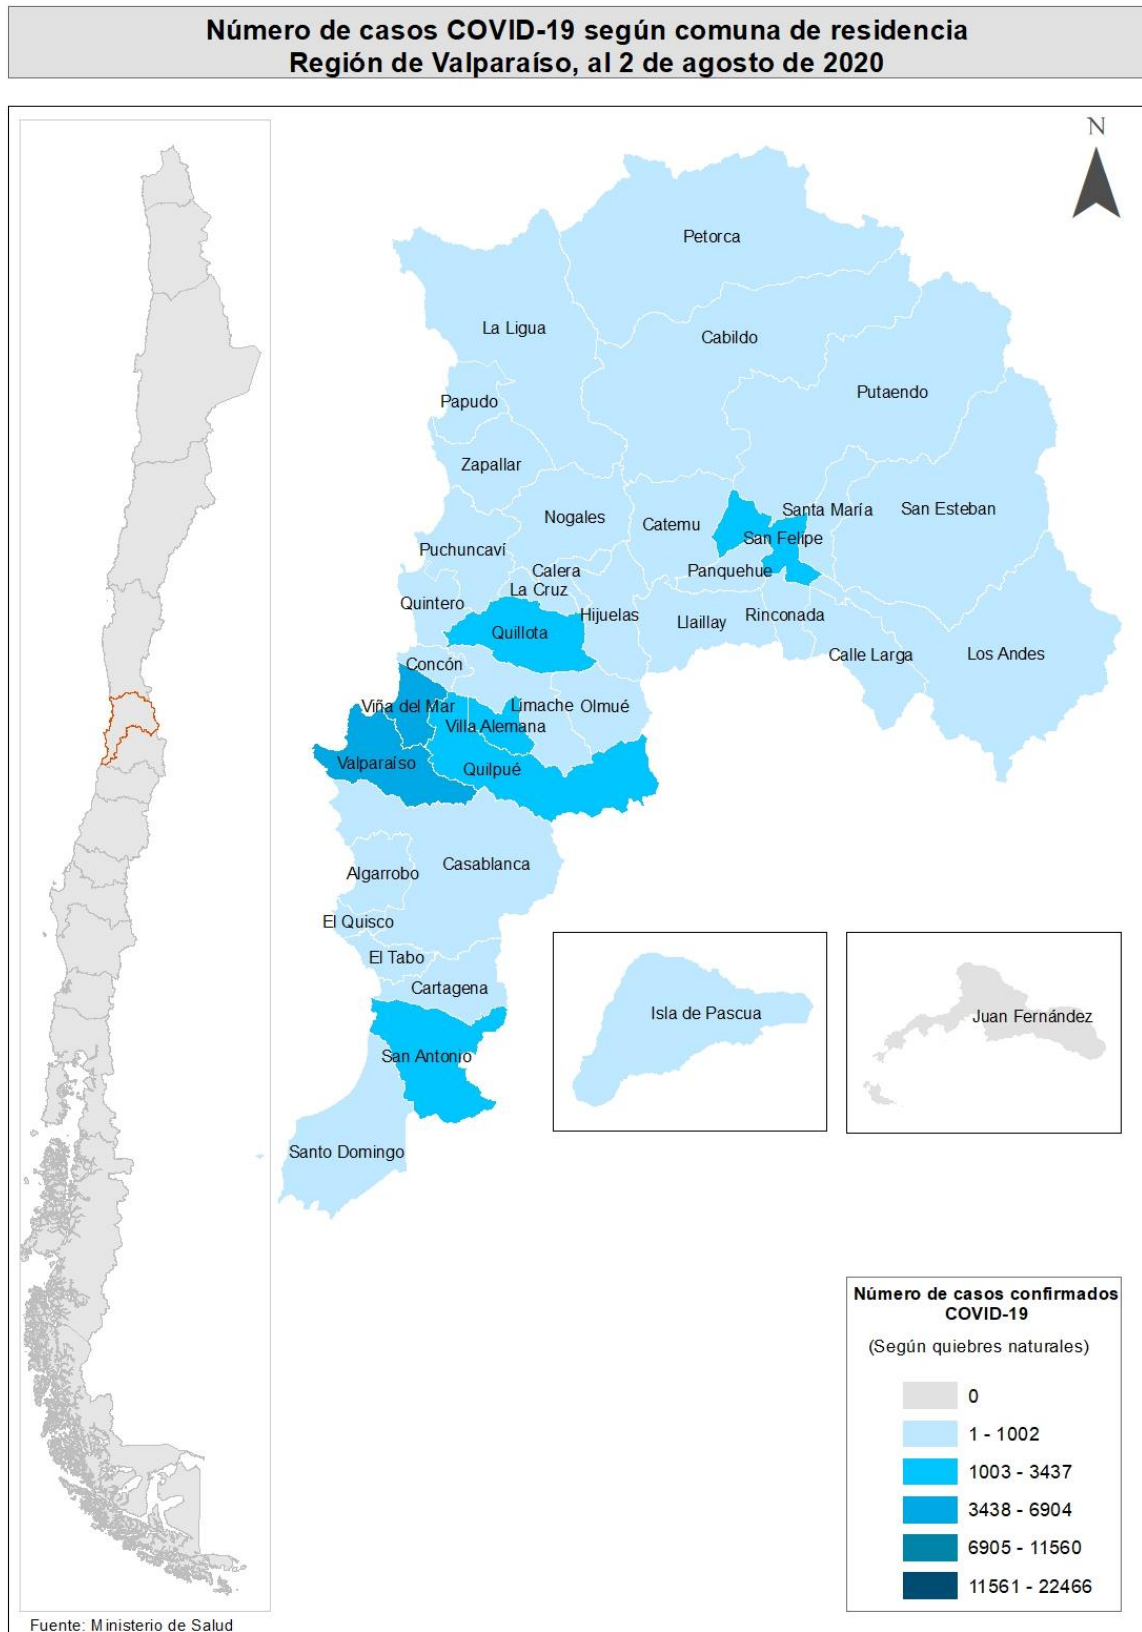 Número de casos COVID-19 según comuna de residencia
Región de Valparaíso, al 2 de agosto de 2020
N
Petorca
La Ligua
Cabildo
Putaendo
Papudo
Zapallar
Nogales
Catemu
Santa María
San Esteban
San Felipe
Puchuncaví
Calera
Panquehue
La Cruz
Quintero
Hijuelas
Llaillay
Rinconada
Quillota
Calle Larga
Los Andes
Concón
Viña del Mar
Limache
Olmué
Villa Alemana
Valparaíso
Quilpué
Casablanca
Algarrobo
El Quisco
El Tabo
Cartagena
San Antonio
Santo Domingo
Isla de Pascua
Juan Fernández
Número de casos confirmados
COVID-19
(Según quiebres naturales)
0
1 - 1002
1003 - 3437
3438 - 6904
6905 - 11560
11561 - 22466
Fuente: Ministerio de Salud